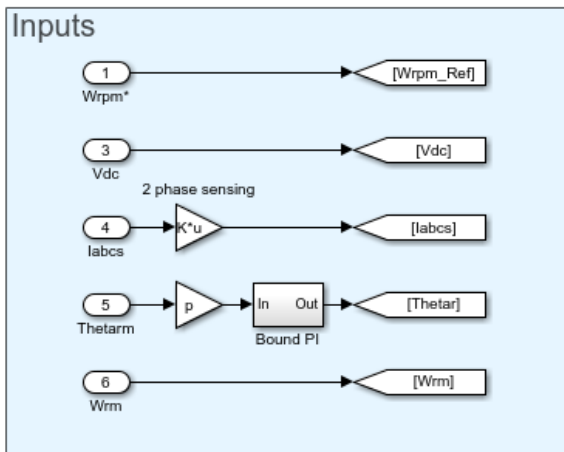 Inputs
1
[Wrpm_Ref]
Wrpm*
3
[Vdc]
Vdc
2 phase sensing
4
K*u
[Iabcs]
Iabcs
5
p
In Out
[Thetar]
Thetarm
Bound PI
6
[Wrm]
Wrm